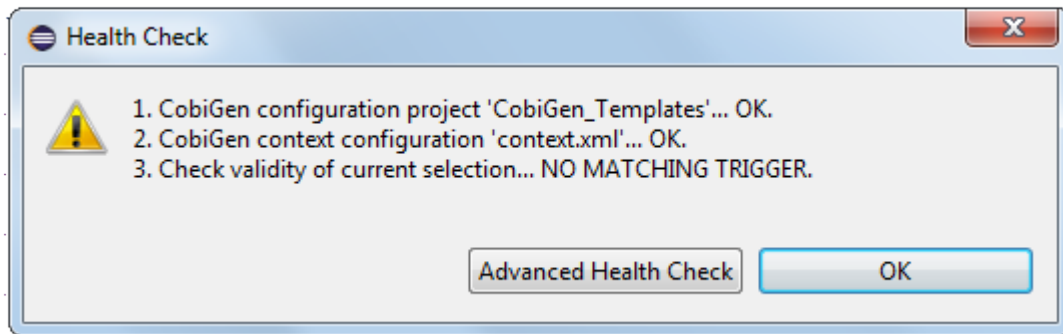 Health Check
1. CobiGen configuration project 'CobiGen_Templates'... OK.
2. CobiGen context configuration 'context.xml'... OK.
3. Check validity of current selection... NO MATCHING TRIGGER.
Advanced Health Check OK